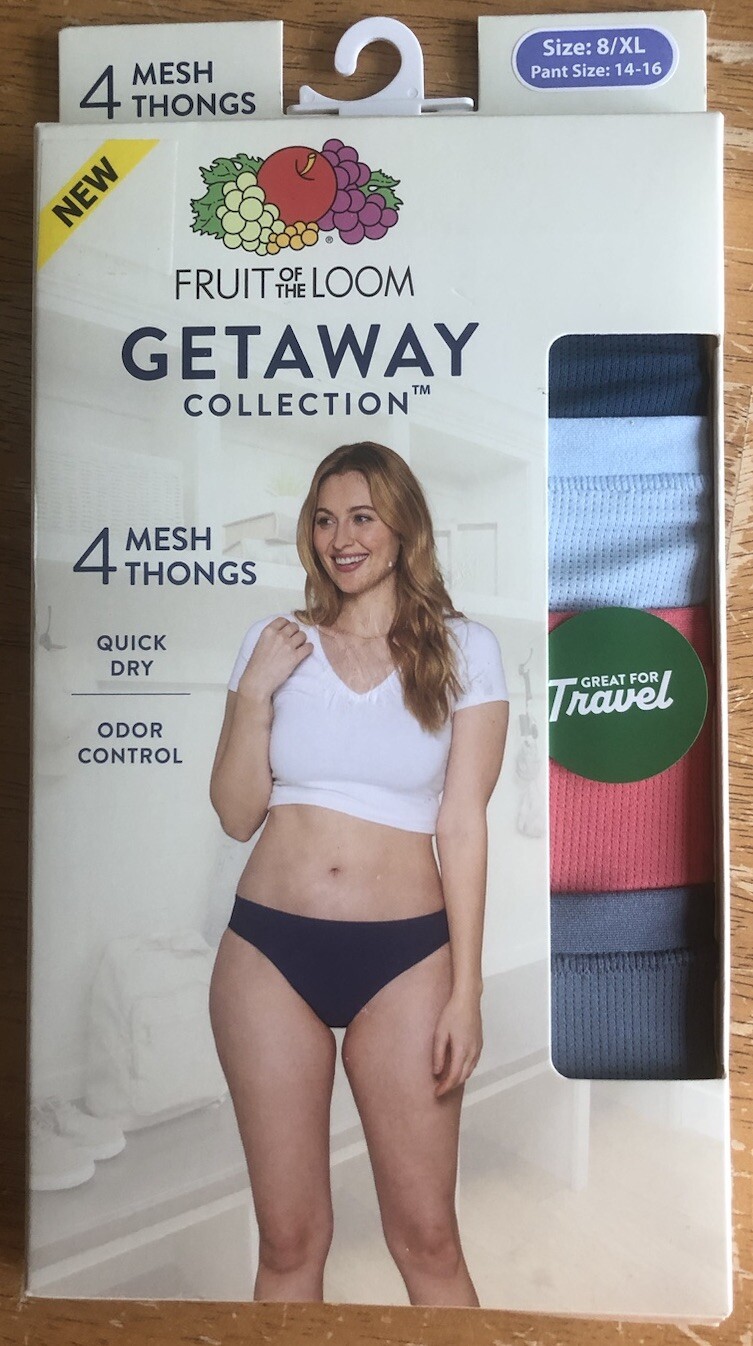 4 MESH
THONGS
Size: 8/XL
Pant Size: 14-16
NEW
®
FRUIT OF THE LOOM
GETAWAY
COLLECTION™
4 MESH
THONGS
QUICK
DRY
ODOR
CONTROL
GREAT FOR
Travel